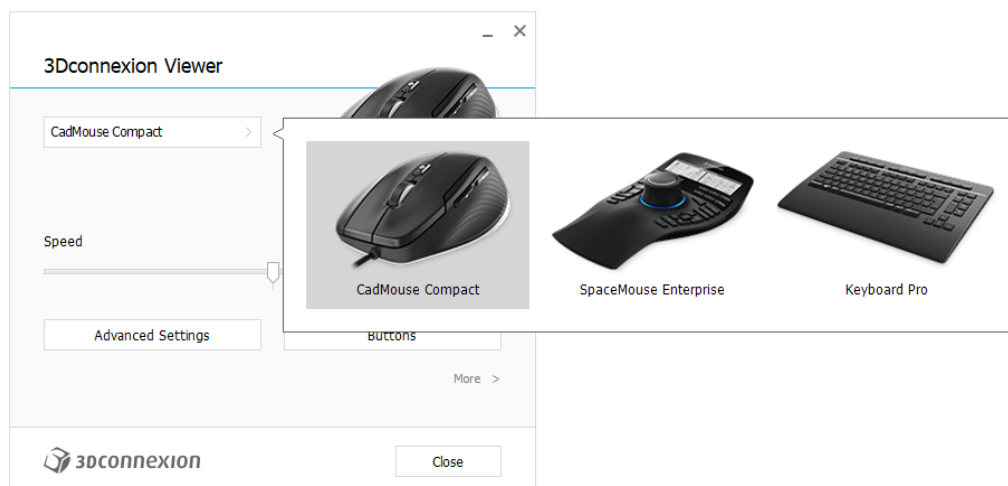 3Dconnexion Viewer
CadMouse Compact
CadMouse Compact
SpaceMouse Enterprise
Keyboard Pro
Speed
Advanced Settings
Buttons
More >
3Dconnexion
Close